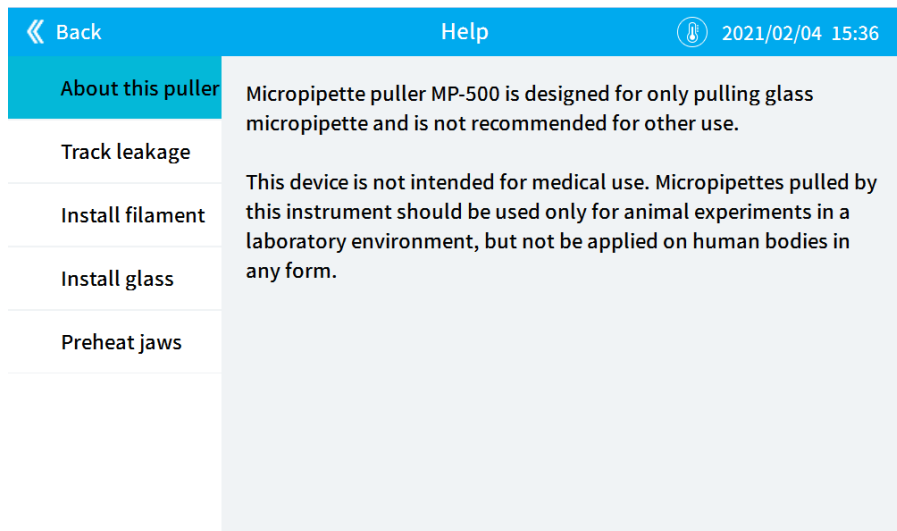 Back
Help
2021/02/04 15:36
About this puller
Track leakage
Install filament
Install glass
Preheat jaws
Micropipette puller MP-500 is designed for only pulling glass
micropipette and is not recommended for other use.
This device is not intended for medical use. Micropipettes pulled by
this instrument should be used only for animal experiments in a
laboratory environment, but not be applied on human bodies in
any form.